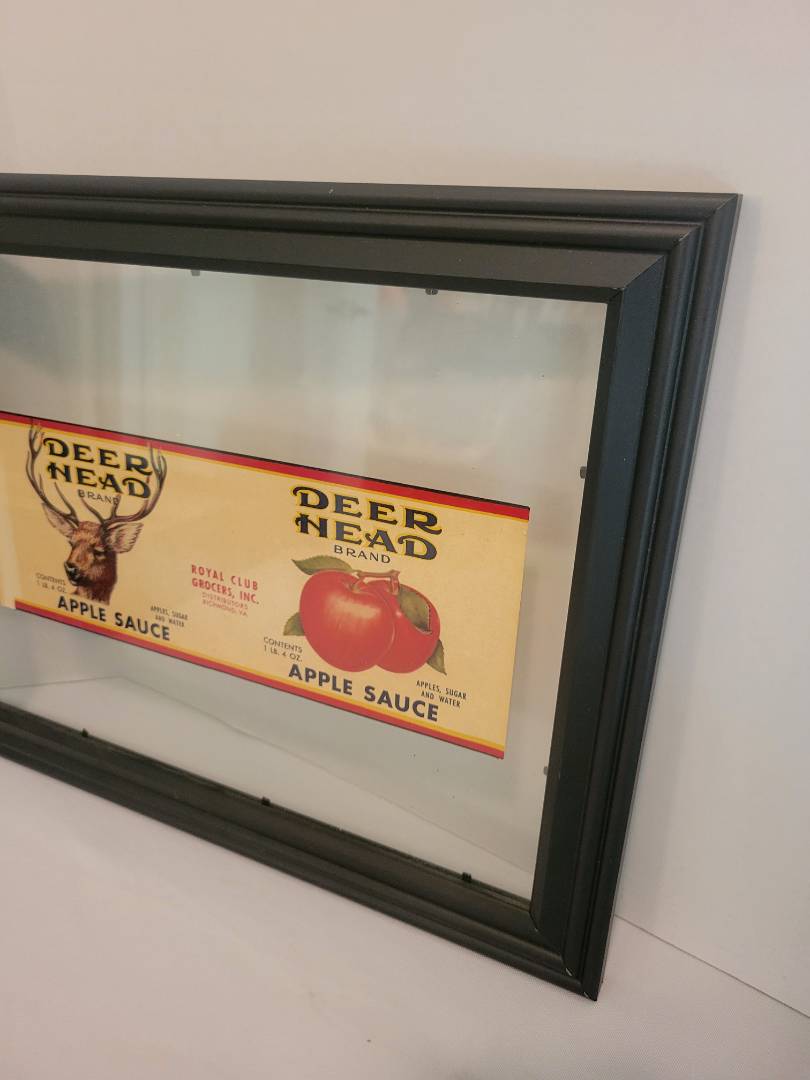 DEER
HEAD
BRAND
CONTENTS
1 LB. 4 OZ.
APPLE SAUCE
APPLES, SUGAR
AND WATER
ROYAL CLUB
GROCERS, INC.
DISTRIBUTORS
RICHMOND, VA.
DEER
HEAD
BRAND
CONTENTS
1 LB. 4 OZ.
APPLE SAUCE
APPLES, SUGAR
AND WATER